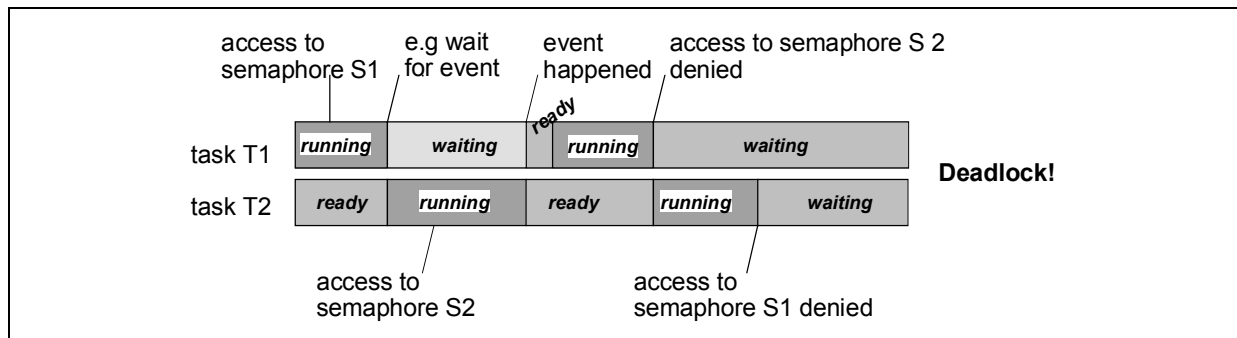 access to
semaphore S1
e.g wait
for event
event
happened
access to semaphore S 2
denied
ready
task T1
running
waiting
running
waiting
Deadlock!
task T2
ready
running
ready
running
waiting
access to
semaphore S2
access to
semaphore S1 denied